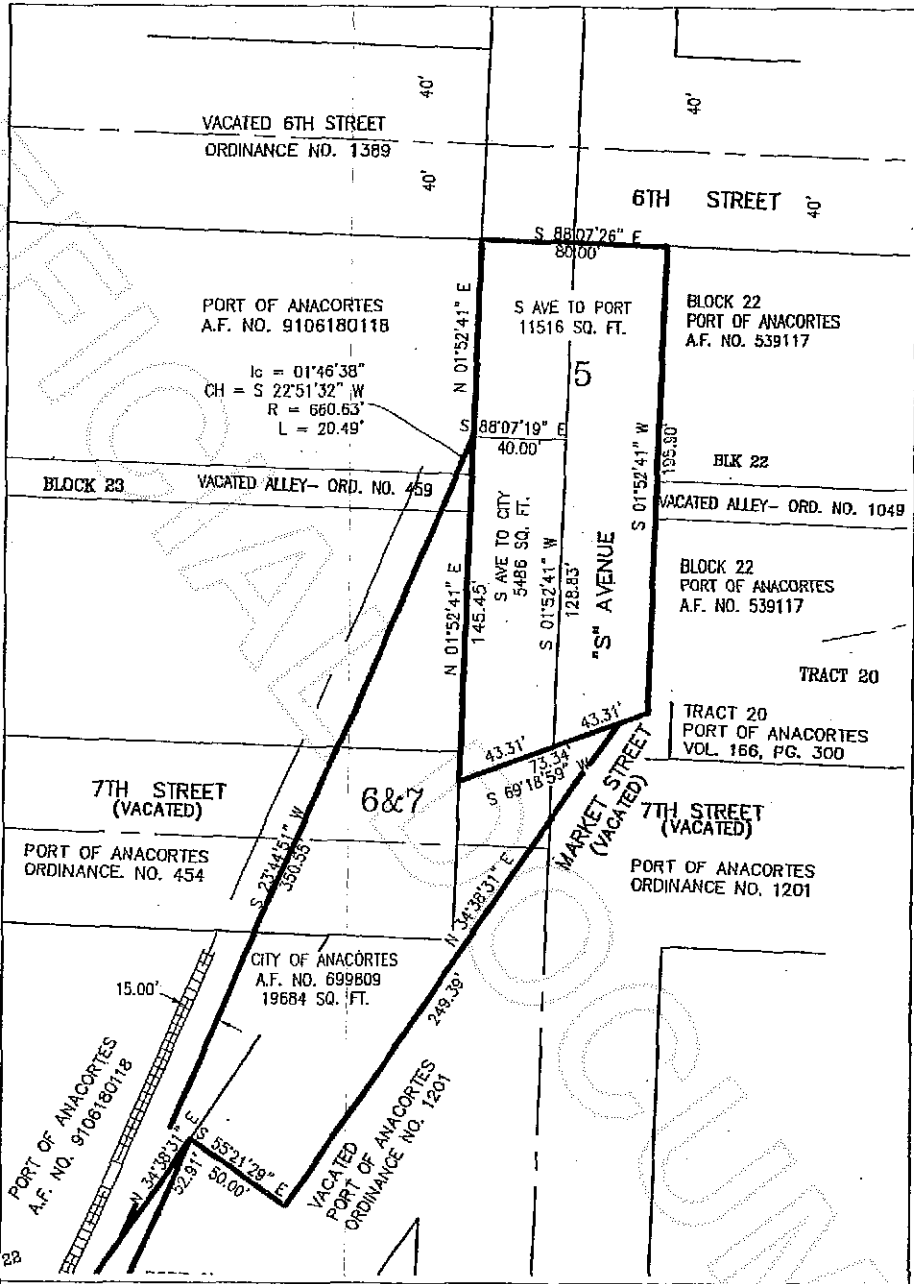 40'
40'
VACATED 6TH STREET
ORDINANCE NO. 1389
40'
6TH STREET
40'
S 88°07'26" E
80.00'
PORT OF ANACORTES
A.F. NO. 9106180118
N 01°52'41" E
S AVE TO PORT
11516 SQ. FT.
BLOCK 22
PORT OF ANACORTES
A.F. NO. 539117
lc = 01°46'38"
CH = S 22°51'32" W
R = 660.63'
L = 20.49'
5
S 88°07'19" E
40.00'
S 01°52'41" W
BLK 22
BLOCK 23
VACATED ALLEY- ORD. NO. 459
VACATED ALLEY- ORD. NO. 1049
N 01°52'41" E
145.45'
S AVE TO CITY
5486 SQ. FT.
S 01°52'41" W
128.83'
"S" AVENUE
BLOCK 22
PORT OF ANACORTES
A.F. NO. 539117
TRACT 20
TRACT 20
PORT OF ANACORTES
VOL. 166, PG. 300
43.31'
43.31'
73.34'
S 69°18'59" W
MARKET STREET
(VACATED)
7TH STREET
(VACATED)
6&7
7TH STREET
(VACATED)
PORT OF ANACORTES
ORDINANCE. NO. 454
PORT OF ANACORTES
ORDINANCE NO. 1201
S 23°44'51" W
350.55'
N 34°38'31" E
249.39'
CITY OF ANACORTES
A.F. NO. 699809
19684 SQ. FT.
15.00'
PORT OF ANACORTES
A.F. NO. 9106180118
N 34°38'31" E
52.91'
S 55°21'29" E
50.00'
VACATED
PORT OF ANACORTES
ORDINANCE NO. 1201
22
FICIAL DOCUM